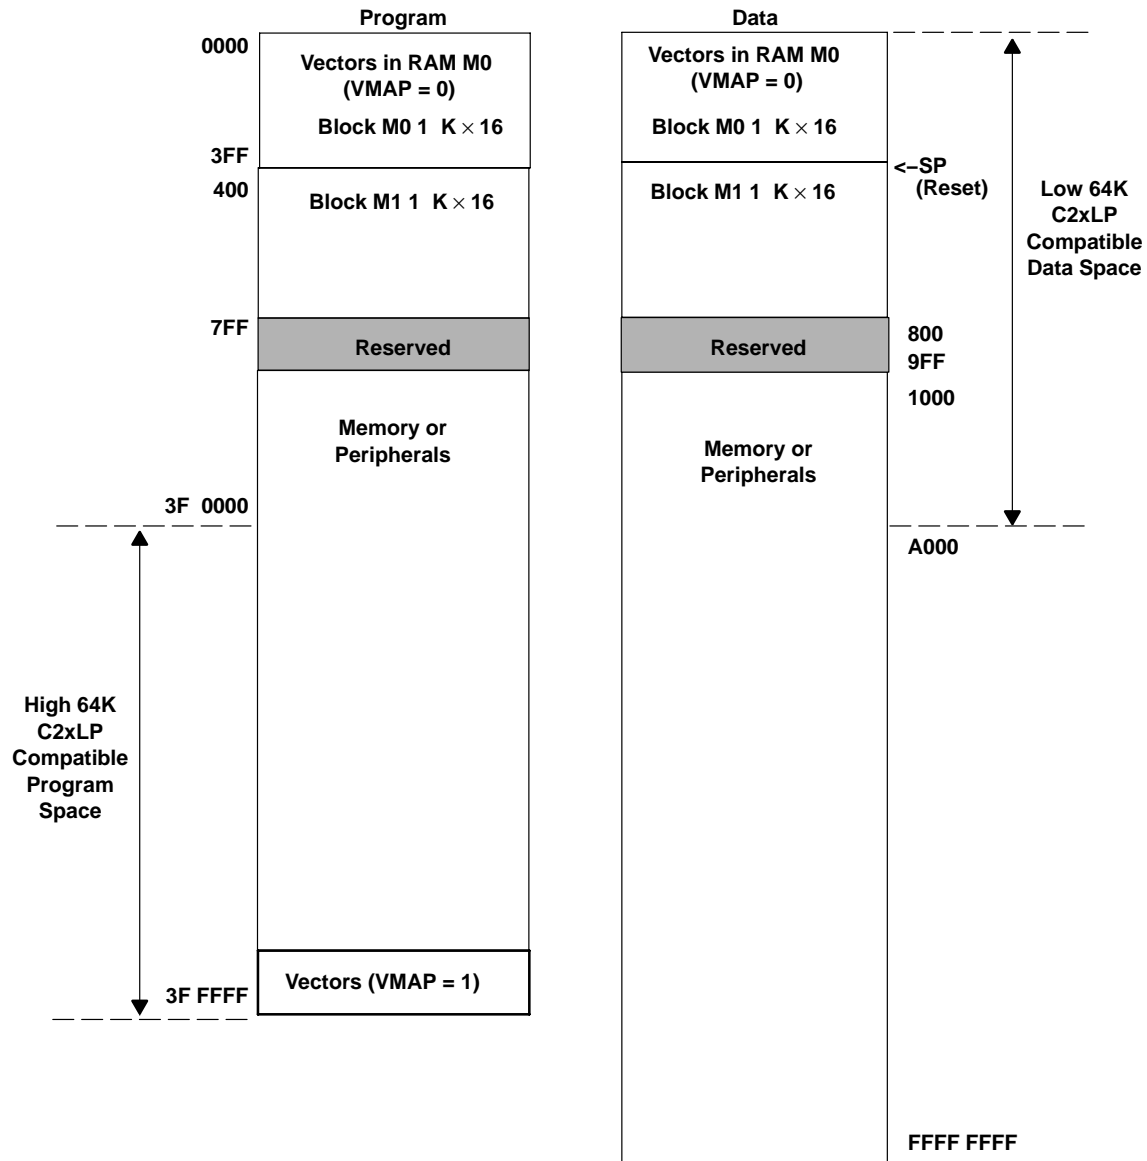 Program
0000
Vectors in RAM M0
(VMAP = 0)
Block M0 1 K × 16
3FF
400
Block M1 1 K × 16
7FF
Reserved
Memory or
Peripherals
3F 0000
High 64K
C2xLP
Compatible
Program
Space
Vectors (VMAP = 1)
3F FFFF
Data
Vectors in RAM M0
(VMAP = 0)
Block M0 1 K × 16
<–SP
(Reset)
Block M1 1 K × 16
Low 64K
C2xLP
Compatible
Data Space
Reserved
800
9FF
1000
Memory or
Peripherals
A000
FFFF FFFF